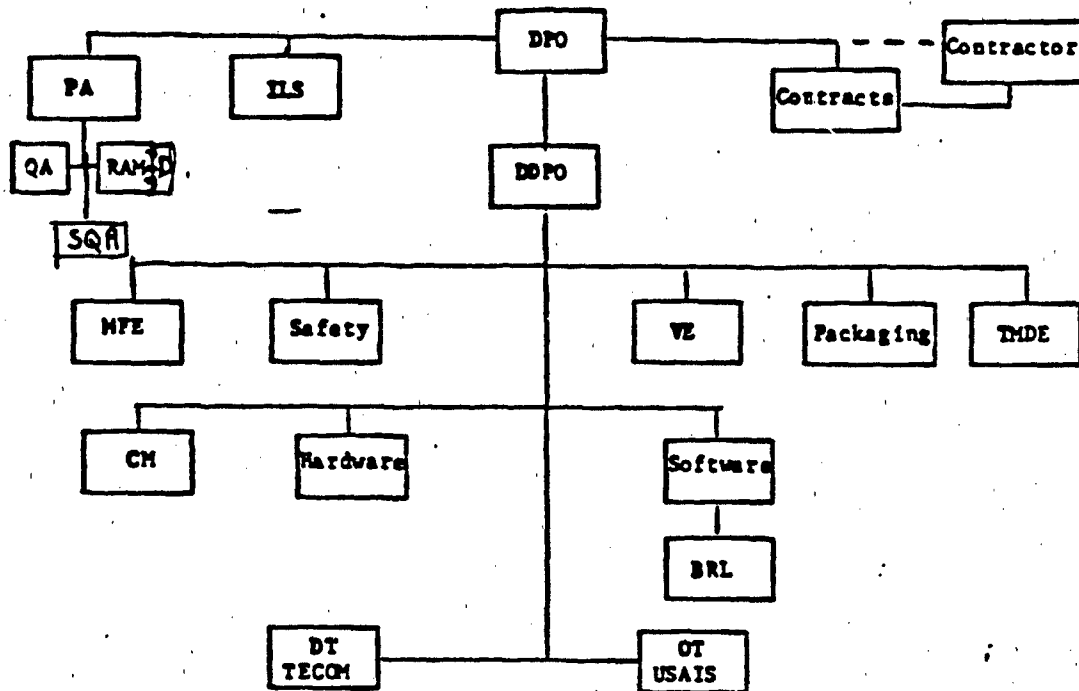 DPO
Contractor
PA
ILS
Contracts
QA
RAM-D
DDPO
SQA
MFE
Safety
VE
Packaging
TMDE
CM
Hardware
Software
BRL
DT
TECOM
OT
USAIS